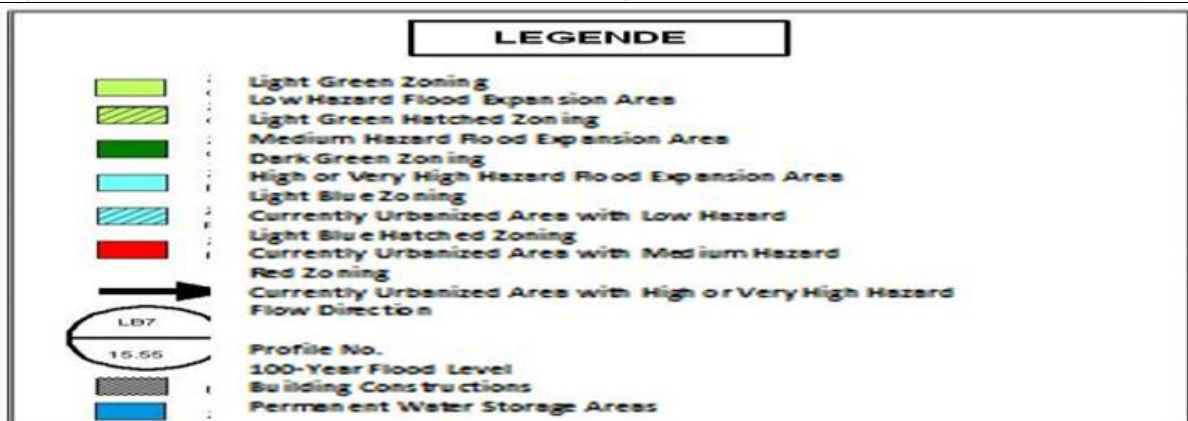 LEGENDE
Light Green Zoning
Low Hazard Flood Expansion Area
Light Green Hatched Zoning
Medium Hazard Flood Expansion Area
Dark Green Zoning
High or Very High Hazard Flood Expansion Area
Light Blue Zoning
Currently Urbanized Area with Low Hazard
Light Blue Hatched Zoning
Currently Urbanized Area with Medium Hazard
Red Zoning
Currently Urbanized Area with High or Very High Hazard
Flow Direction
LB7
15.55
Profile No.
100-Year Flood Level
Building Constructions
Permanent Water Storage Areas